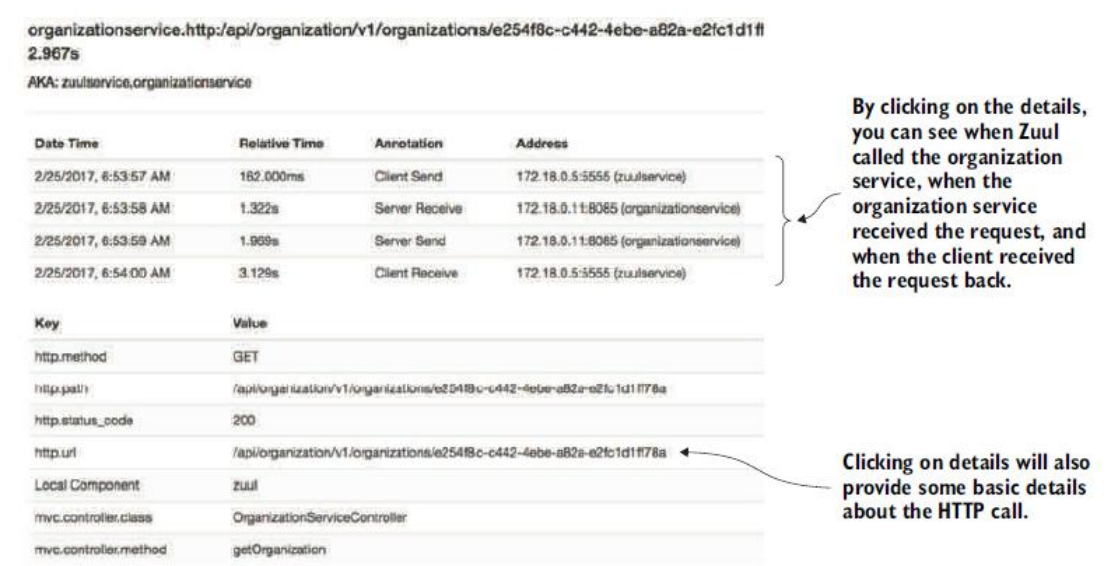 organizationservice.http:/api/organization/v1/organizations/e254f8c-c442-4ebe-a82a-e2fc1d1ff
2.967s
AKA: zuulservice,organizationservice
Date Time Relative Time Annotation Address
2/25/2017, 6:53:57 AM 162.000ms Client Send 172.18.0.5:5555 (zuulservice)
2/25/2017, 6:53:58 AM 1.322s Server Receive 172.18.0.11:8085 (organizationservice)
2/25/2017, 6:53:59 AM 1.969s Server Send 172.18.0.11:8085 (organizationservice)
2/25/2017, 6:54:00 AM 3.129s Client Receive 172.18.0.5:5555 (zuulservice)
By clicking on the details,
you can see when Zuul
called the organization
service, when the
organization service
received the request, and
when the client received
the request back.
Key Value
http.method GET
http.path /api/organization/v1/organizations/e254f8c-c442-4ebe-a82a-e2fc1d1ff78a
http.status_code 200
http.url /api/organization/v1/organizations/e254f8c-c442-4ebe-a82a-e2fc1d1ff78a
Local Component zuul
mvc.controller.class OrganizationServiceController
mvc.controller.method getOrganization
Clicking on details will also
provide some basic details
about the HTTP call.